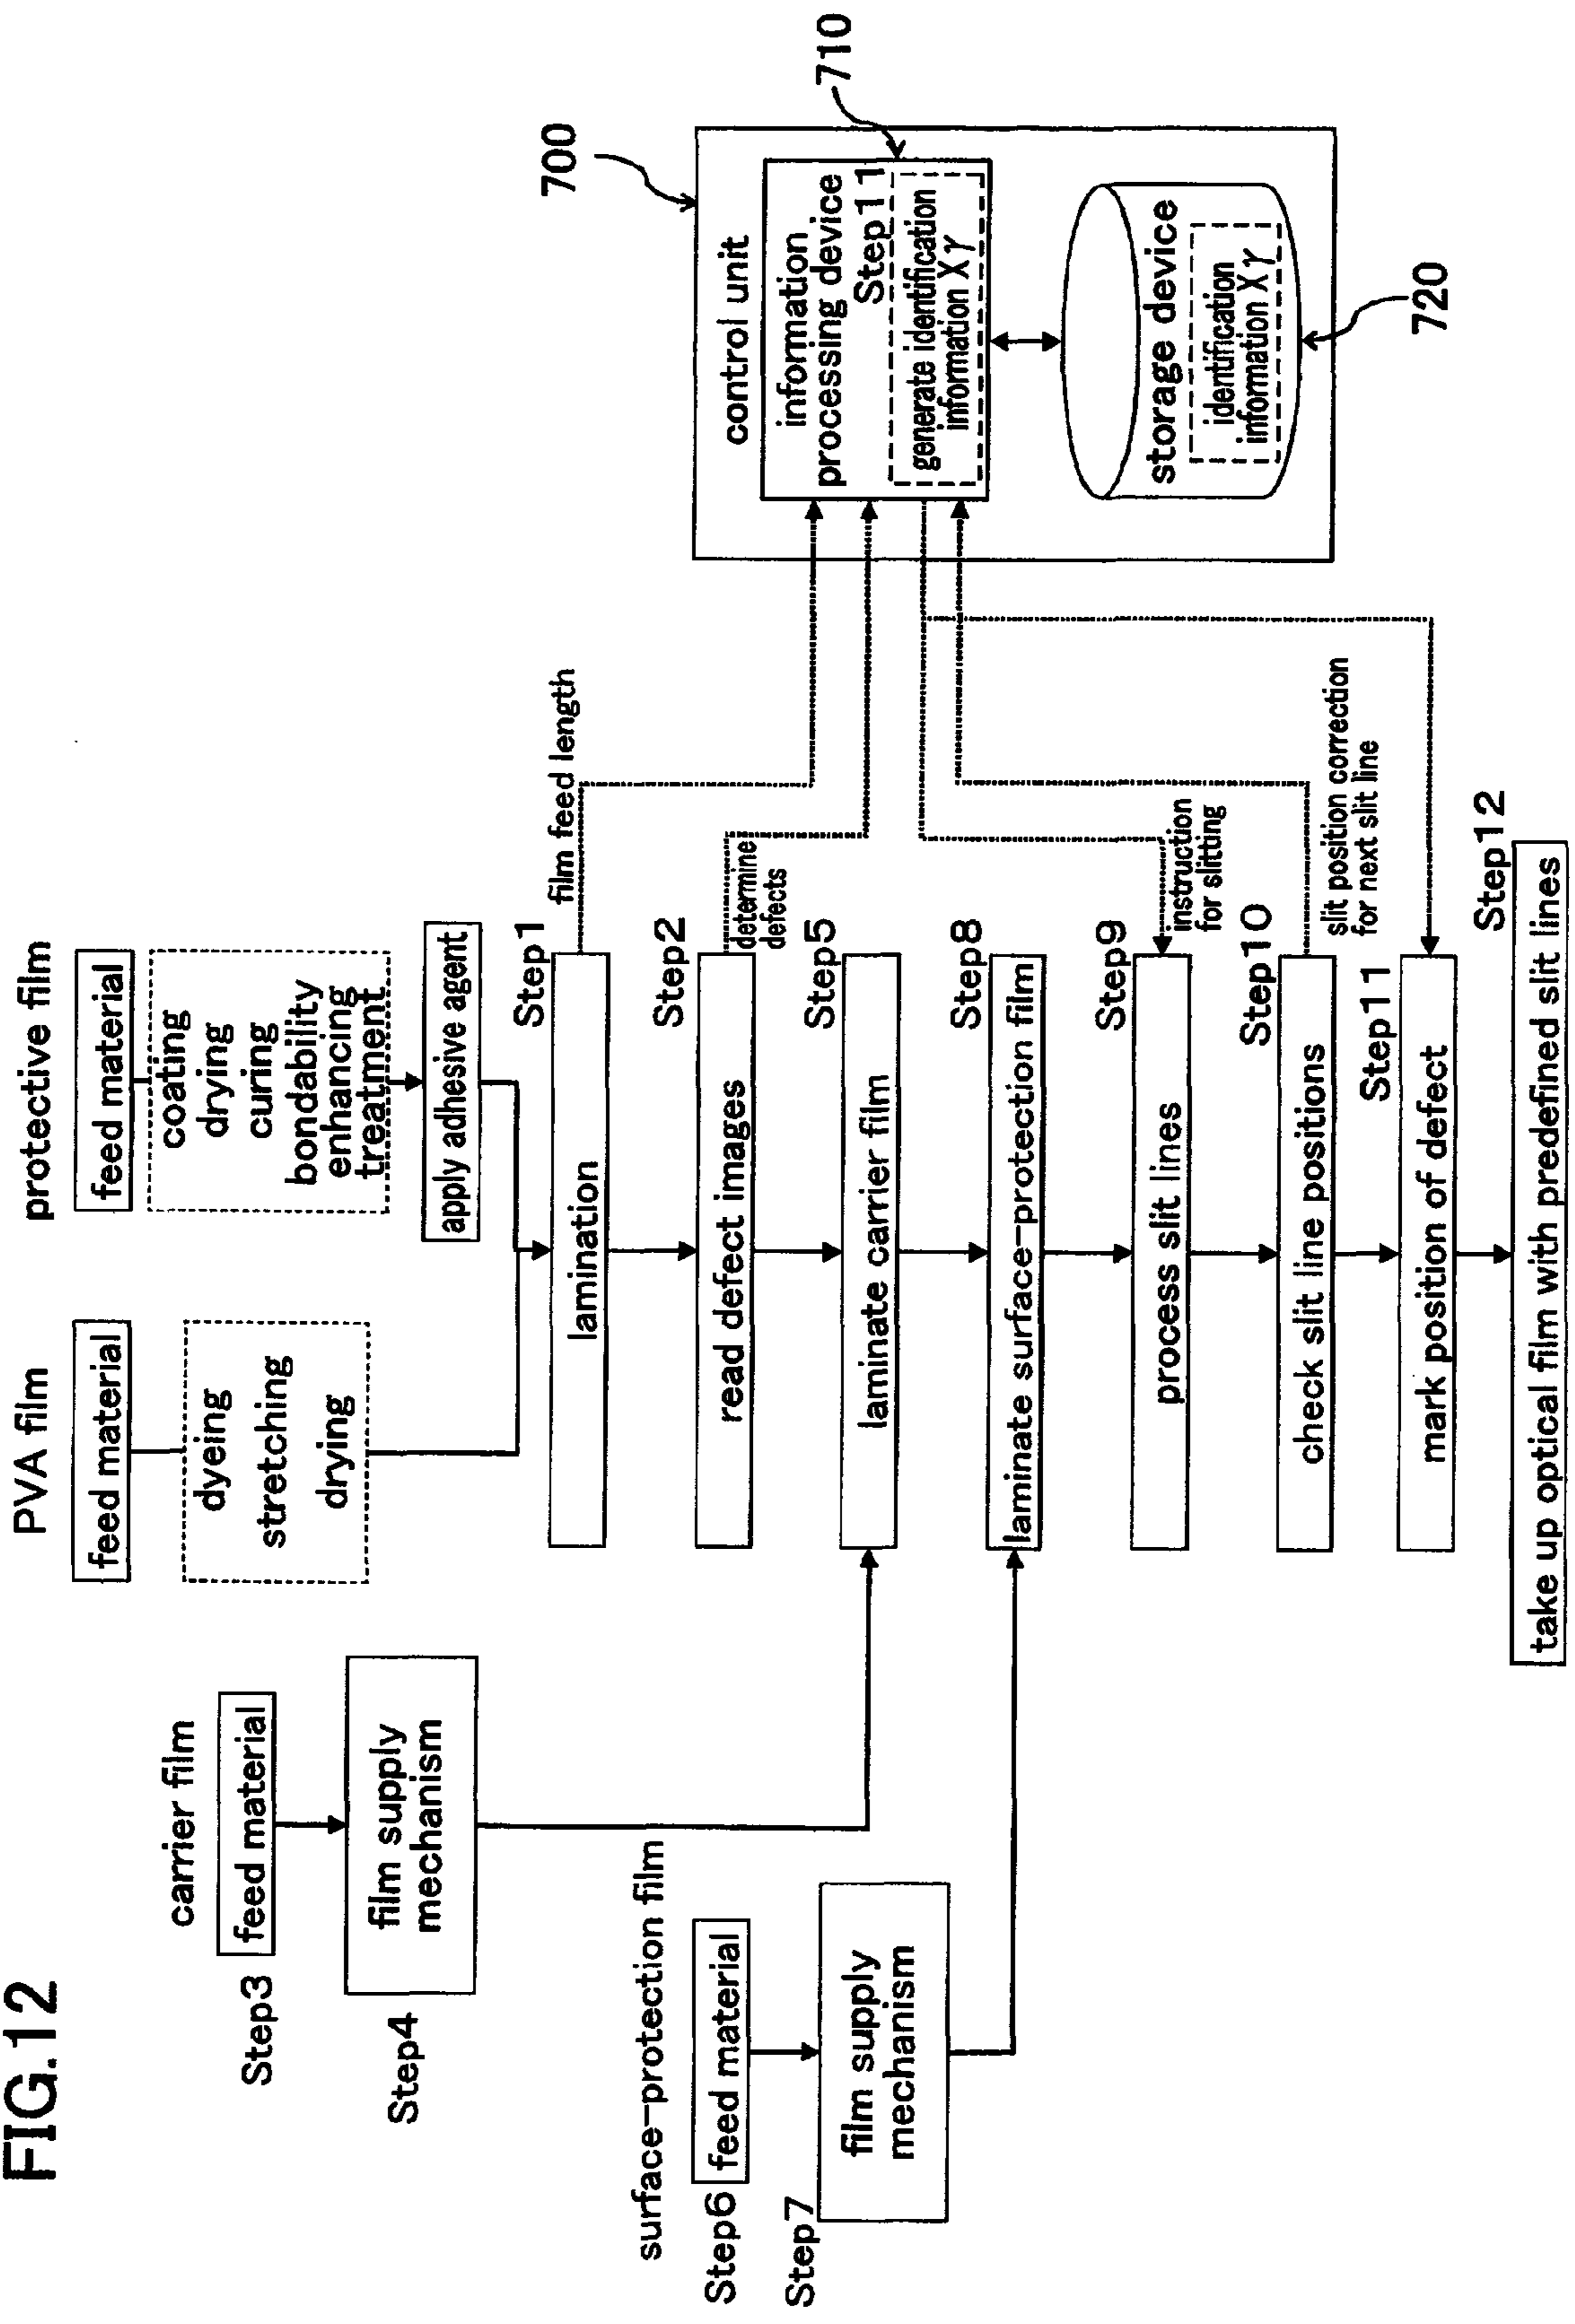 FIG.12
PVA film
feed material
dyeing
stretching
drying
protective film
feed material
coating
drying
curing
bondability
enhancing
treatment
apply adhesive agent
carrier film
Step3
feed material
Step4
film supply
mechanism
surface-protection film
Step6
feed material
Step7
film supply
mechanism
Step1
lamination
film feed length
Step2
read defect images
determine
defects
Step5
laminate carrier film
Step8
laminate surface-protection film
Step9
process slit lines
instruction
for slitting
Step10
check slit line positions
slit position correction
for next slit line
Step11
mark position of defect
Step12
take up optical film with predefined slit lines
700
control unit
710
information
processing device
Step11
generate identification
information Xγ
storage device
identification
information Xγ
720